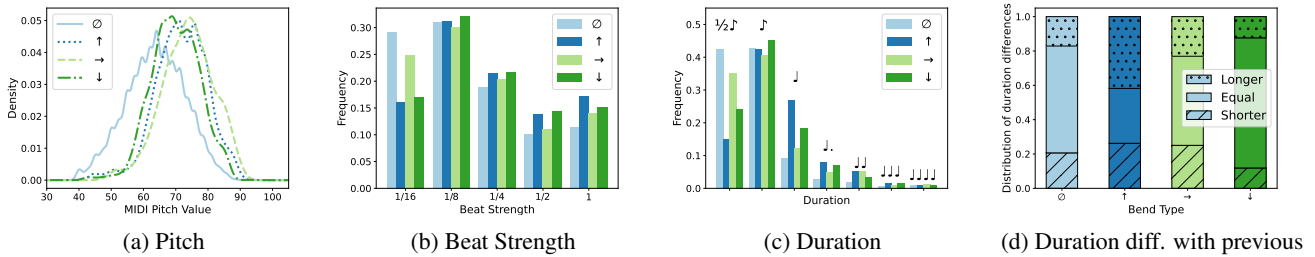 0.05
0.04
0.03
0.02
0.01
0.00
Density
30 40 50 60 70 80 90 100
MIDI Pitch Value
∅
↑
→
↓
(a) Pitch
0.30
0.25
0.20
0.15
0.10
0.05
0.00
Frequency
1/16 1/8 1/4 1/2 1
Beat Strength
∅
↑
→
↓
(b) Beat Strength
0.5
0.4
0.3
0.2
0.1
0.0
Frequency
½♪ ♪ ♩ ♩. ♩♩ ♩♩♩ ♩♩♩♩
Duration
∅
↑
→
↓
(c) Duration
1.0
0.8
0.6
0.4
0.2
0.0
Distribution of duration differences
Longer
Equal
Shorter
∅ ↑ → ↓
Bend Type
(d) Duration diff. with previous